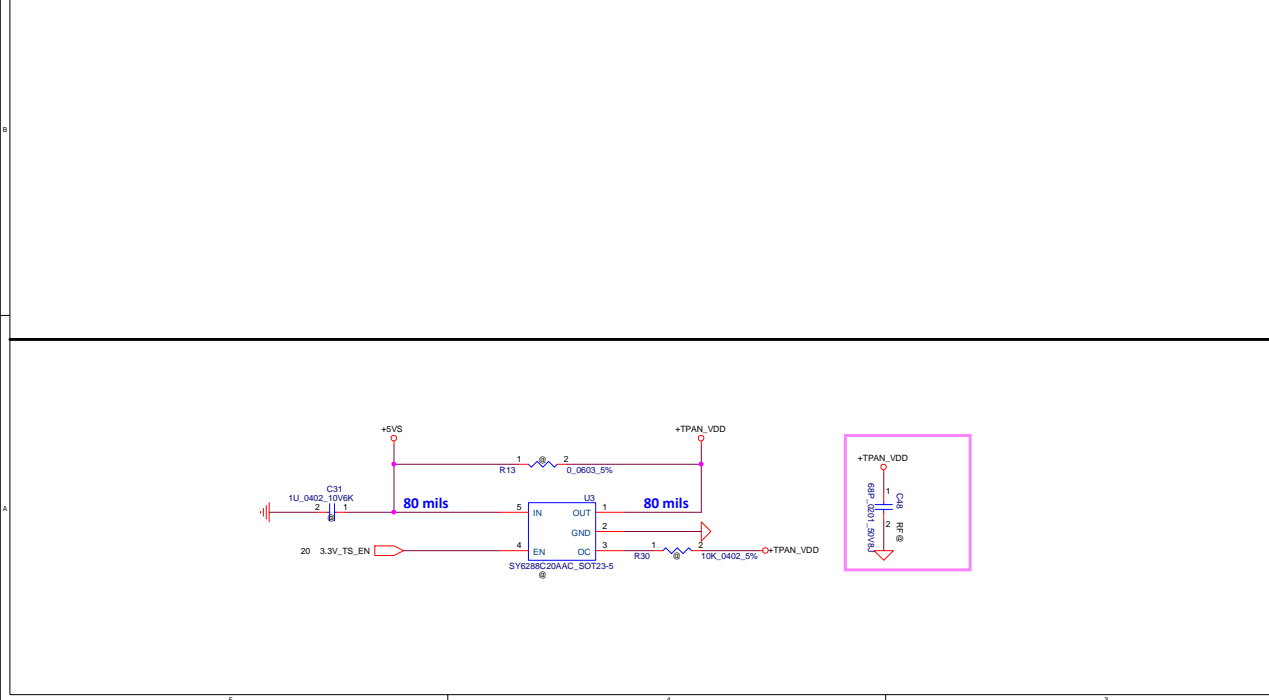 B
+5VS
+TPAN_VDD
1 @ 2
R13 0_0603_5%
+TPAN_VDD
C31
1U_0402_10V6K
2 1
@
80 mils
U3
80 mils
5 IN OUT 1
GND 2
20 3.3V_TS_EN
4 EN OC 3
1 2
R30 @ 10K_0402_5%
+TPAN_VDD
SY6288C20AAC_SOT23-5
@
1
C48
68P_0201_50V8J
2
RF@
A
5 4 3